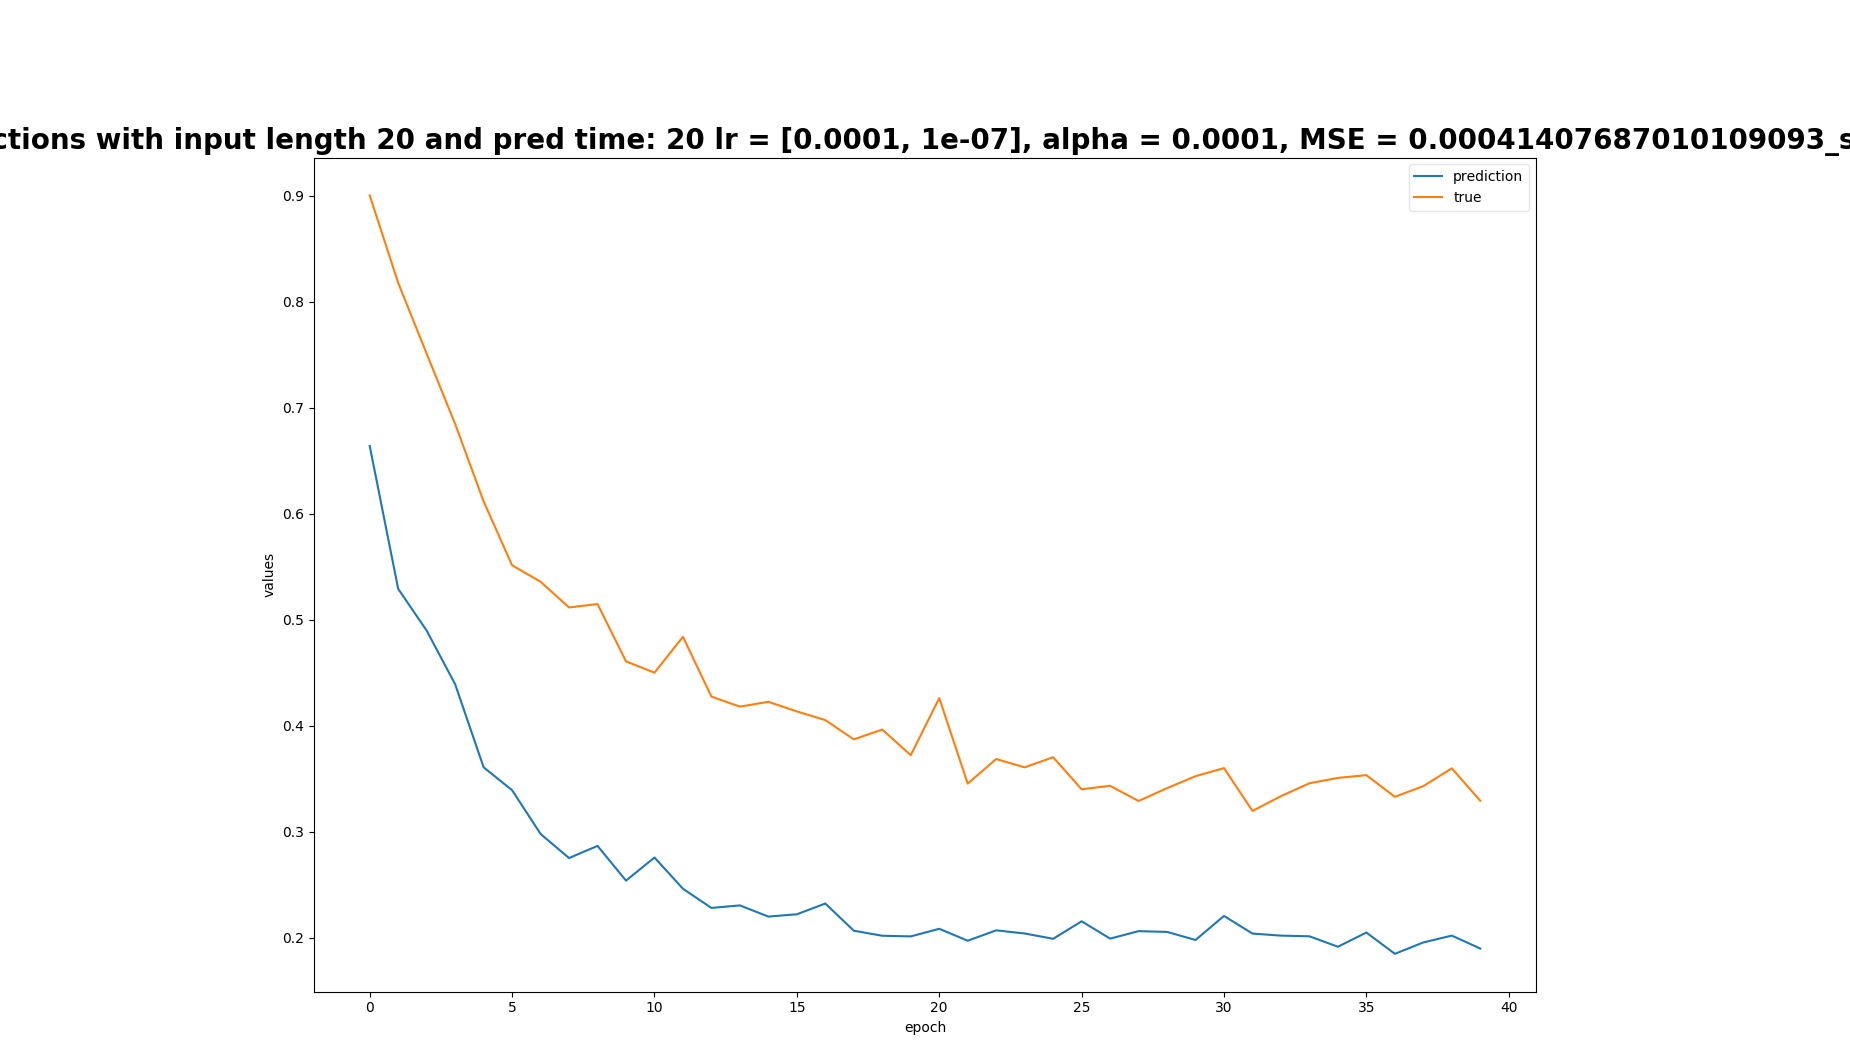 ctions with input length 20 and pred time: 20 lr = [0.0001, 1e-07], alpha = 0.0001, MSE = 0.00041407687010109093_s
prediction
true
0.9
0.8
0.7
0.6
0.5
0.4
0.3
0.2
values
0 5 10 15 20 25 30 35 40
epoch